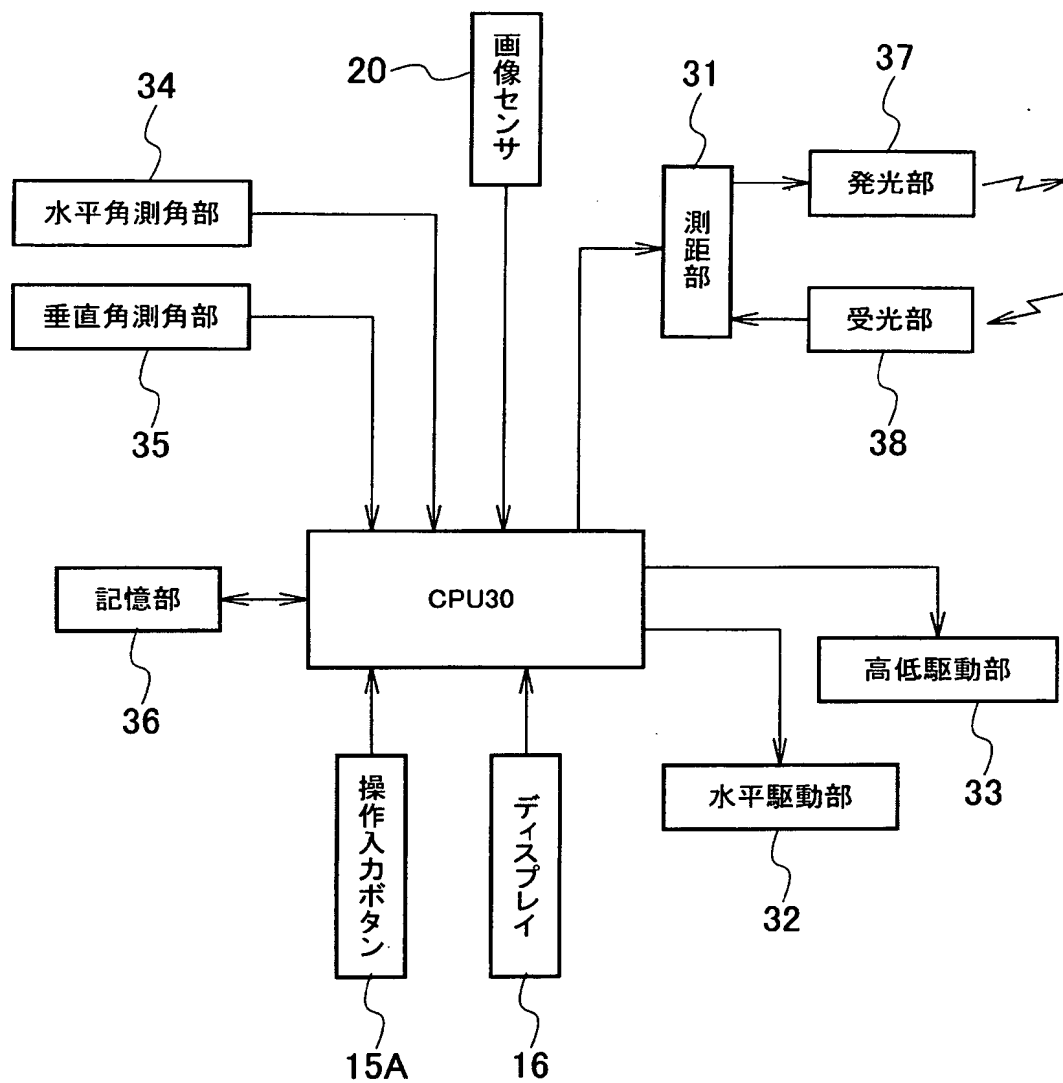 画像センサ
20
34
31
37
水平角測角部
発光部
測距部
垂直角測角部
受光部
35
38
記憶部
CPU30
36
高低駆動部
33
操作入力ボタン
ディスプレイ
水平駆動部
32
15A
16